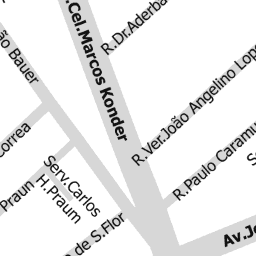 ão Bauer
Cel.Marcos Konder
R.Dr.Aderba
R.Ver.João Angelino Lop
Correa
Serv.Carlos
H.Praum
Praun
R.Paulo Caramu
o de S.Flor
Av.Jo